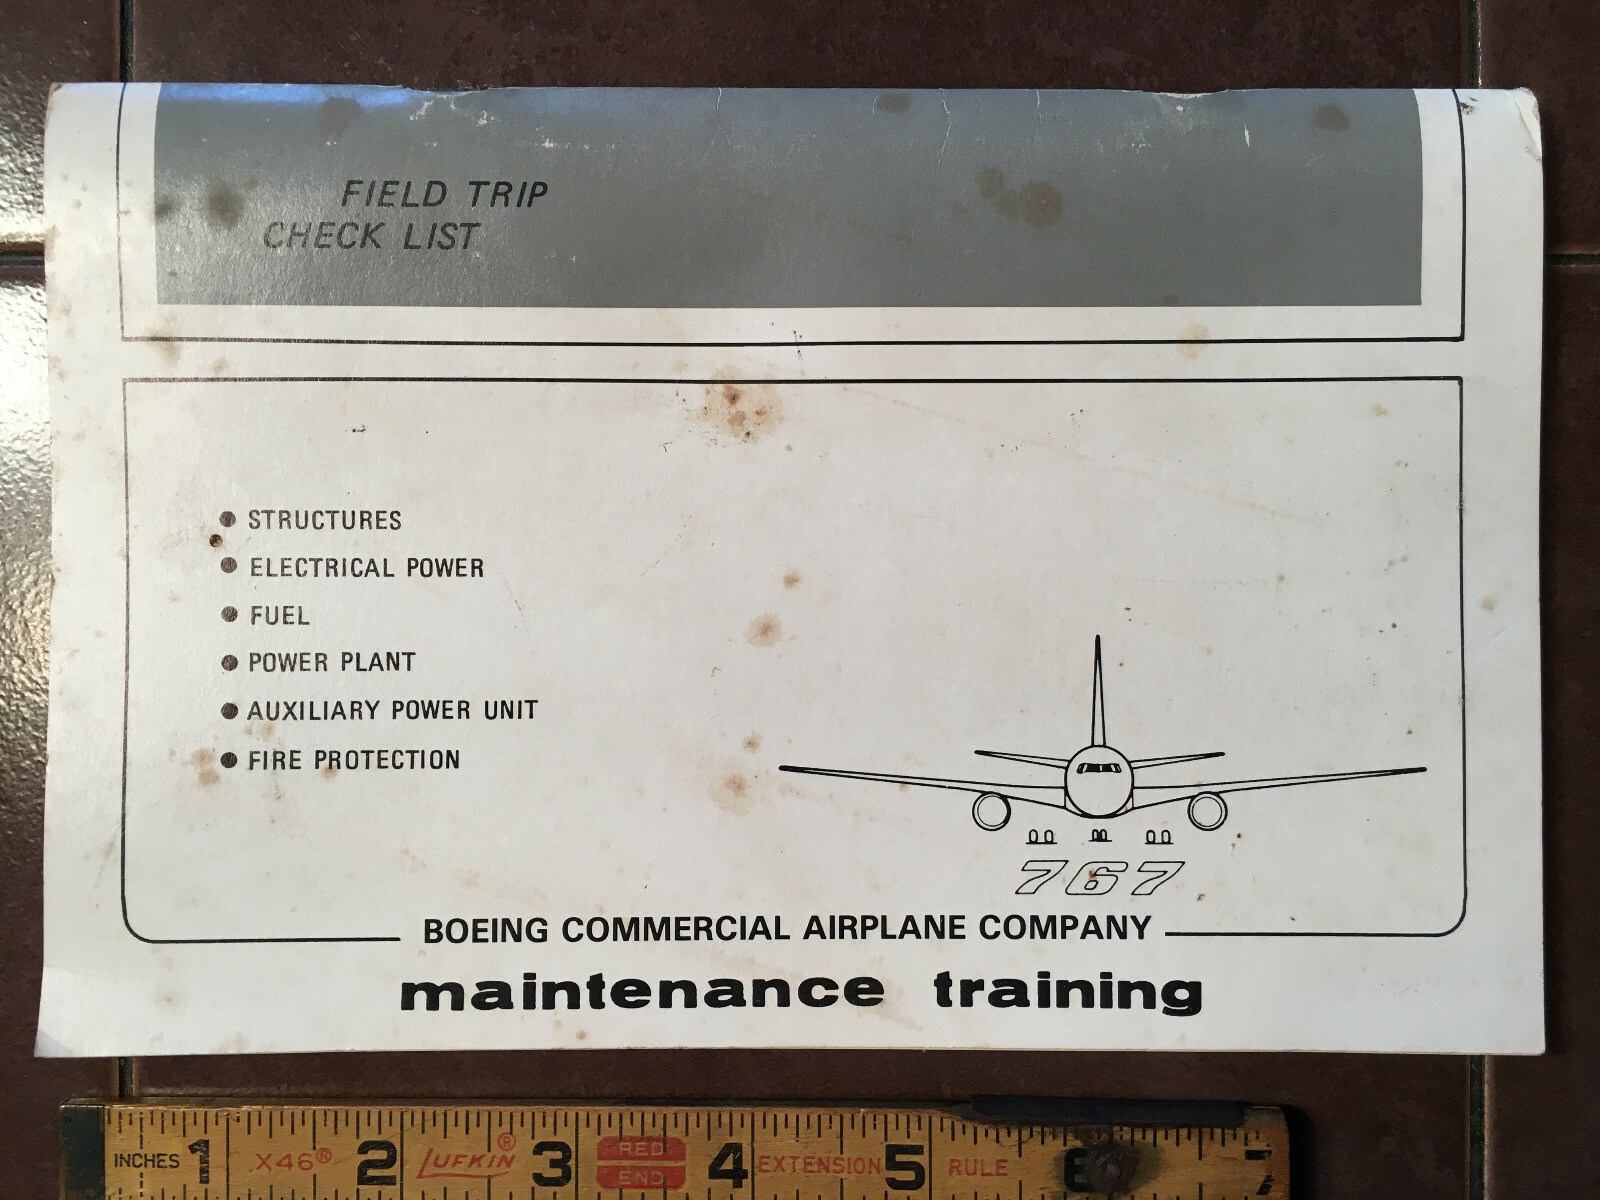 FIELD TRIP
CHECK LIST
● STRUCTURES
● ELECTRICAL POWER
● FUEL
● POWER PLANT
● AUXILIARY POWER UNIT
● FIRE PROTECTION
767
BOEING COMMERCIAL AIRPLANE COMPANY
maintenance training
INCHES 1 X46® 2 LUFKIN® 3 RED END 4 EXTENSION 5 RULE 6 7